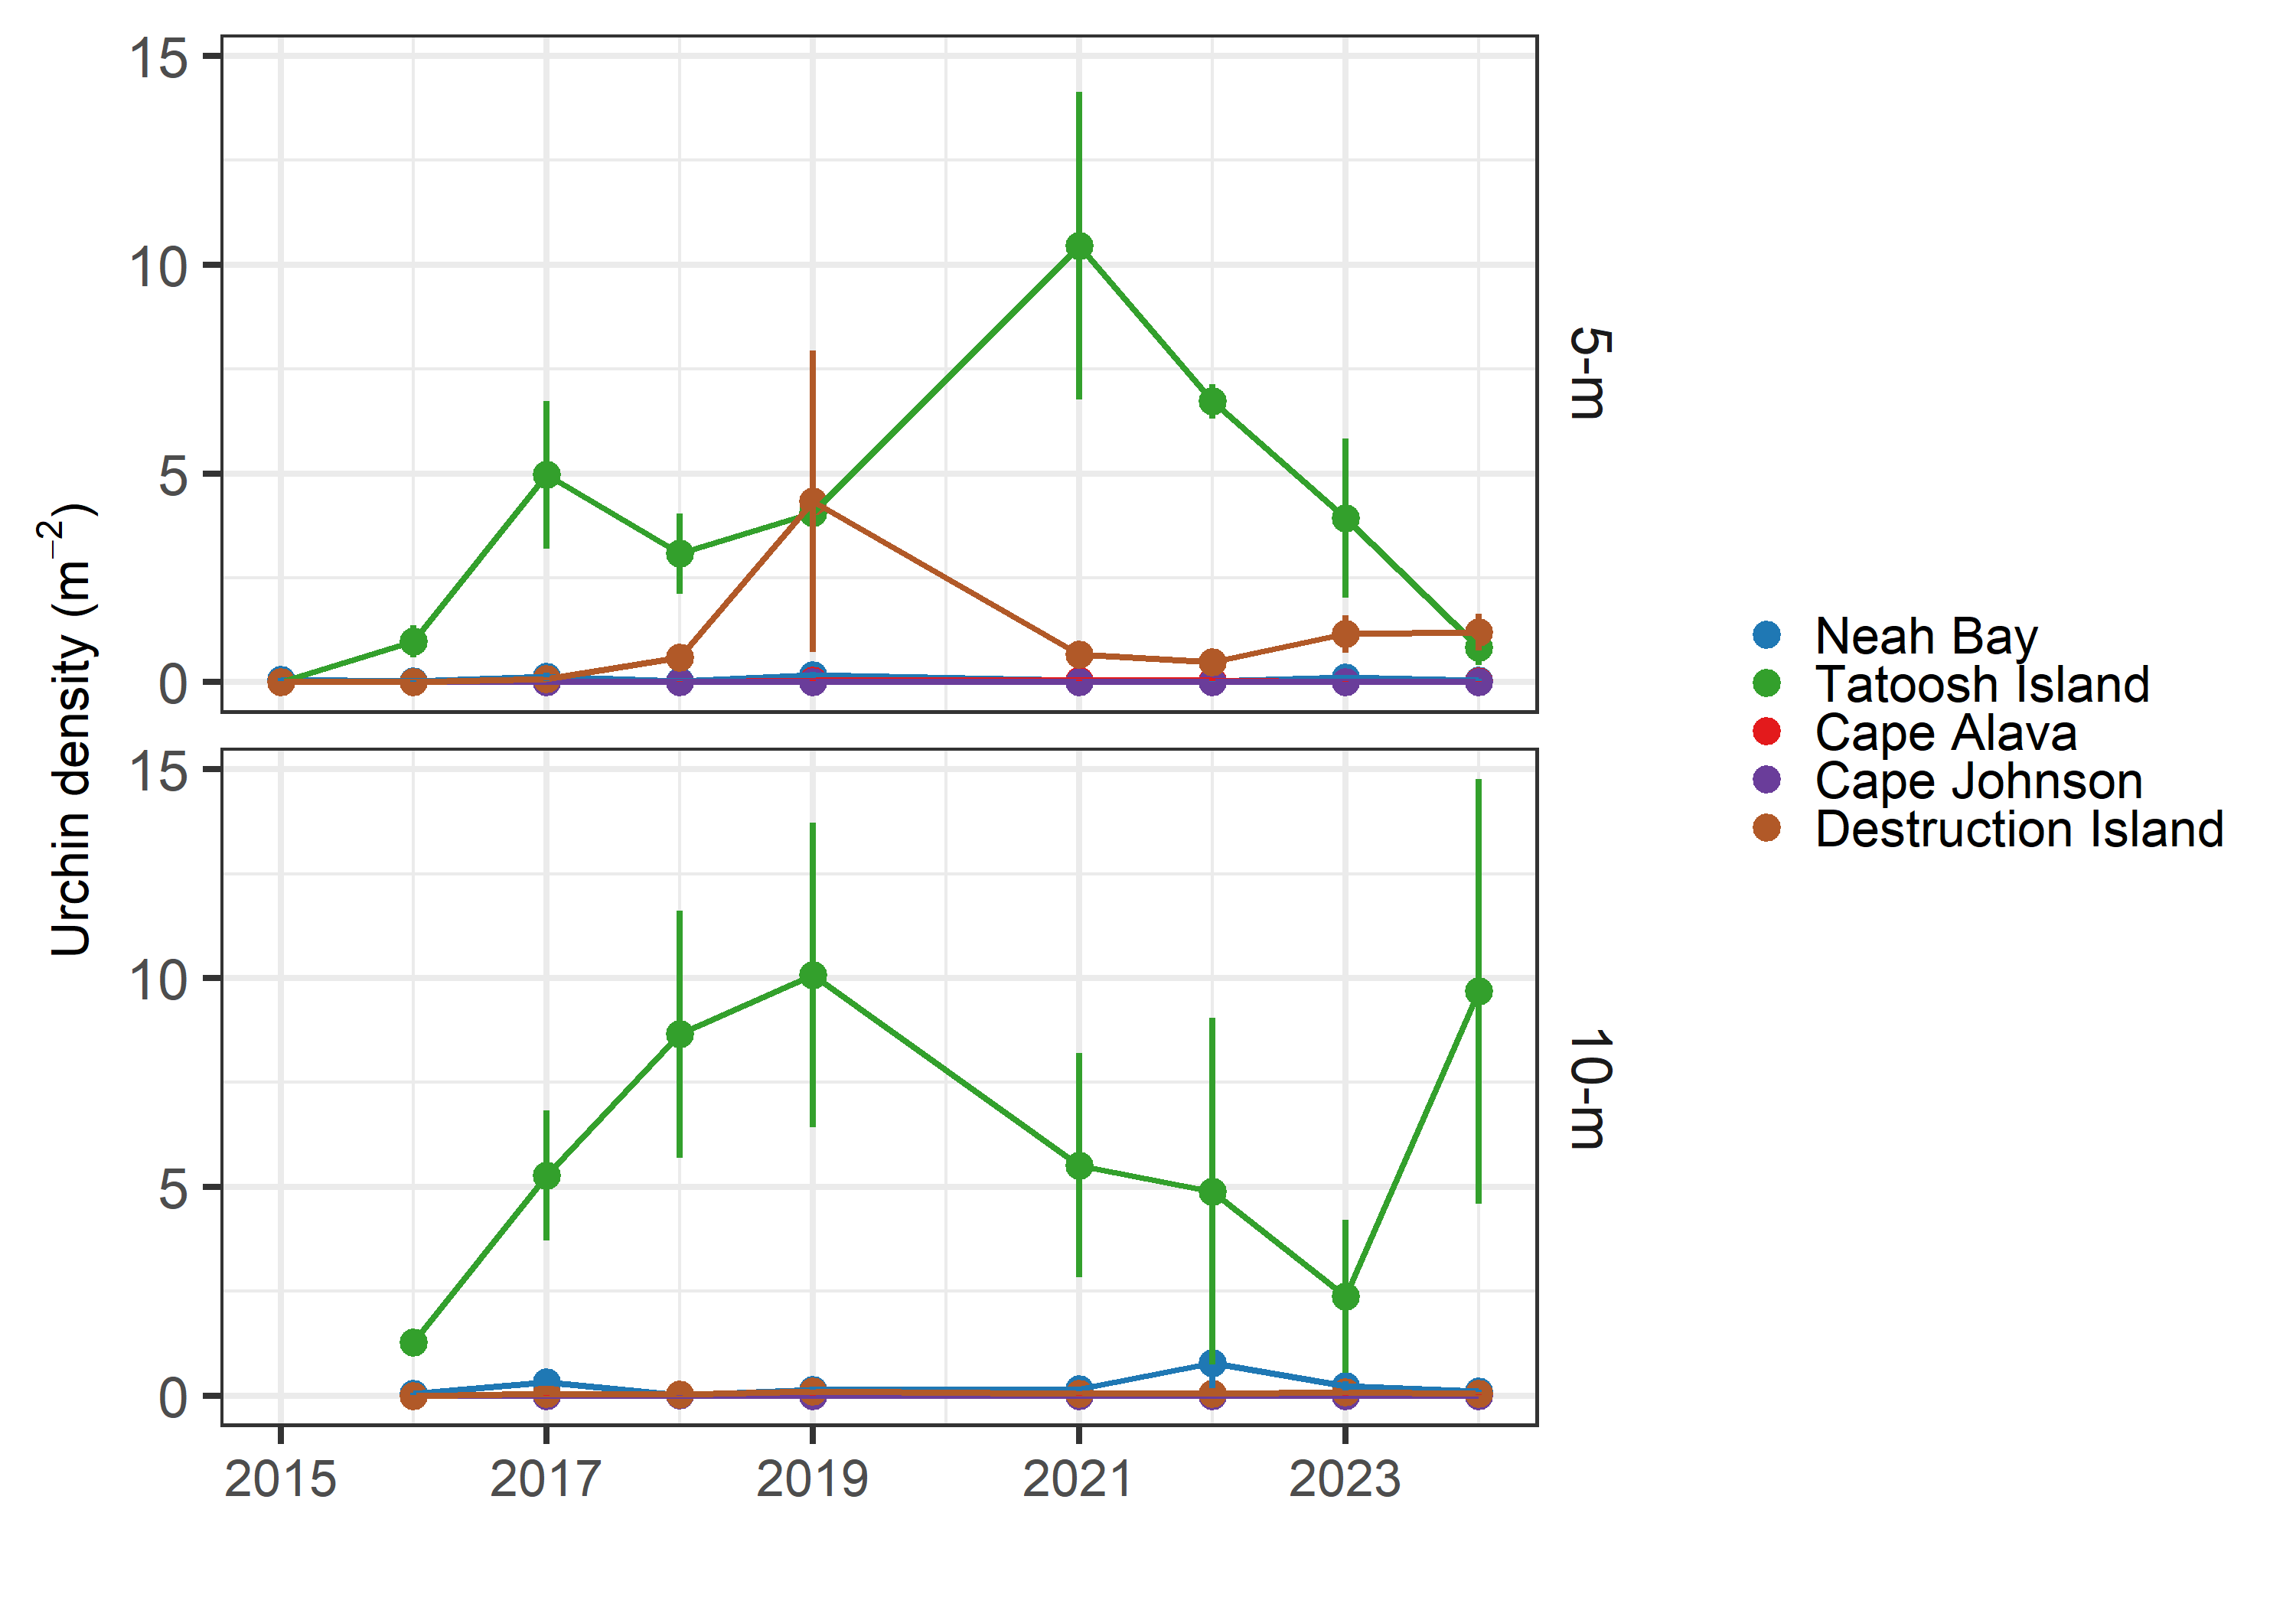 Urchin density (m⁻²)
15
10
5
0
5-m
15
10
5
0
10-m
2015 2017 2019 2021 2023
Neah Bay
Tatoosh Island
Cape Alava
Cape Johnson
Destruction Island